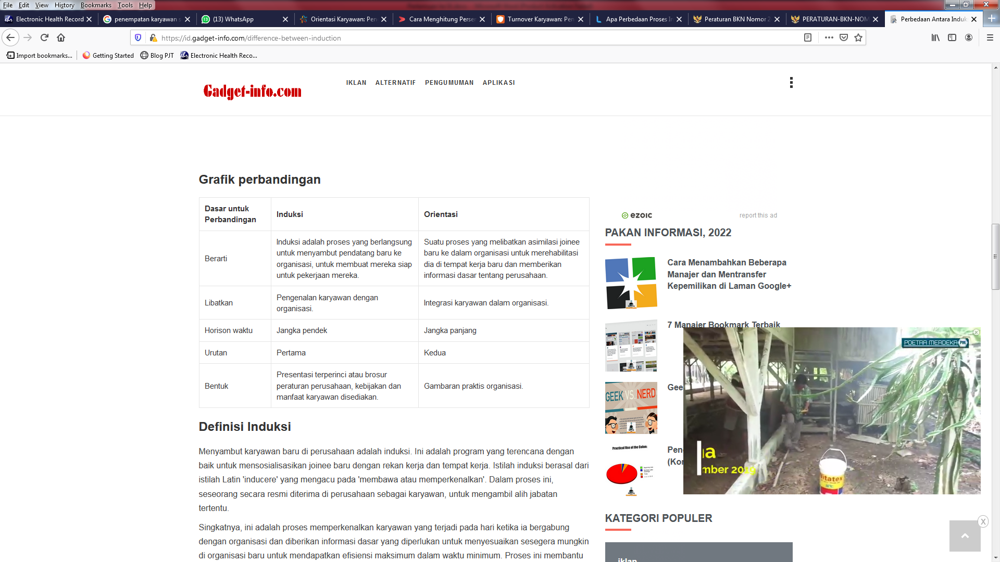 File Edit View History Bookmarks Tools Help
Electronic Health Record
penempatan karyawan s
(13) WhatsApp
Orientasi Karyawan: Pen
Cara Menghitung Persen
Turnover Karyawan: Pen
Apa Perbedaan Proses In
Peraturan BKN Nomor 2
PERATURAN-BKN-NOM
Perbedaan Antara Induk
https://id.gadget-info.com/difference-between-induction
Import bookmarks...
Getting Started
Blog PJT
Electronic Health Reco...
Gadget-info.com
IKLAN ALTERNATIF PENGUMUMAN APLIKASI
Grafik perbandingan
Dasar untuk
Perbandingan
Induksi
Orientasi
Berarti
Induksi adalah proses yang berlangsung
untuk menyambut pendatang baru ke
organisasi, untuk membuat mereka siap
untuk pekerjaan mereka.
Suatu proses yang melibatkan asimilasi joinee
baru ke dalam organisasi untuk merehabilitasi
dia di tempat kerja baru dan memberikan
informasi dasar tentang perusahaan.
Libatkan
Pengenalan karyawan dengan
organisasi.
Integrasi karyawan dalam organisasi.
Horison waktu
Jangka pendek
Jangka panjang
Urutan
Pertama
Kedua
Bentuk
Presentasi terperinci atau brosur
peraturan perusahaan, kebijakan dan
manfaat karyawan disediakan.
Gambaran praktis organisasi.
Definisi Induksi
Menyambut karyawan baru di perusahaan adalah induksi. Ini adalah program yang terencana dengan
baik untuk mensosialisasikan joinee baru dengan rekan kerja dan tempat kerja. Istilah induksi berasal dari
istilah Latin 'inducere' yang mengacu pada 'membawa atau memperkenalkan'. Dalam proses ini,
seseorang secara resmi diterima di perusahaan sebagai karyawan, untuk mengambil alih jabatan
tertentu.
Singkatnya, ini adalah proses memperkenalkan karyawan yang terjadi pada hari ketika ia bergabung
dengan organisasi dan diberikan informasi dasar yang diperlukan untuk menyesuaikan sesegera mungkin
di organisasi baru untuk mendapatkan efisiensi maksimum dalam waktu minimum. Proses ini membantu
ezoic
report this ad
PAKAN INFORMASI, 2022
Cara Menambahkan Beberapa
Manajer dan Mentransfer
Kepemilikan di Laman Google+
7 Manajer Bookmark Terbaik
GEEK VS. NERD
Gee
Practical Use of the Colon:
Pen
(Kon
POETRA MERDEKA PM
na
mber 2019
Vitatex
KATEGORI POPULER
X
iklan